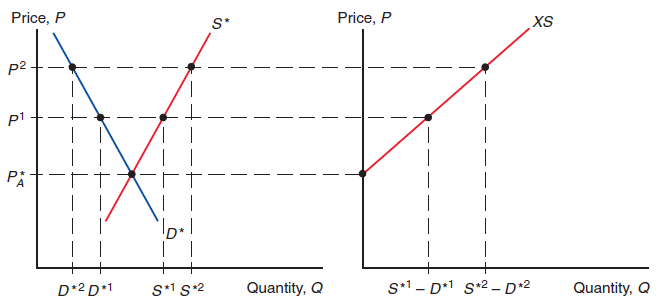 Price, P
S*
P²
P¹
P*A
D*
D*² D*¹
S*¹ S*²
Quantity, Q
Price, P
XS
S*¹ – D*¹
S*² – D*²
Quantity, Q